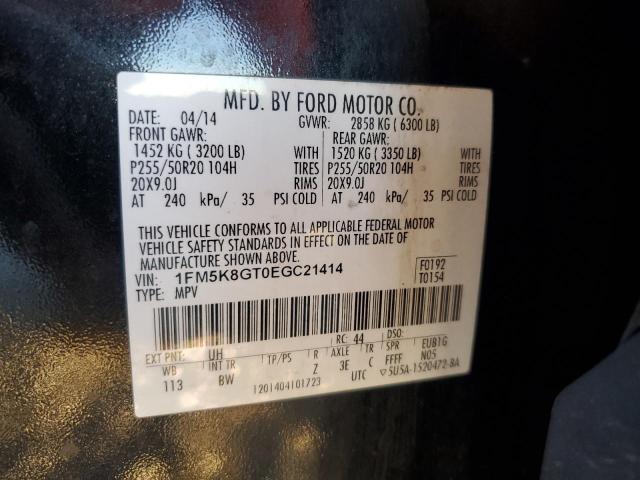 MFD. BY FORD MOTOR CO.
DATE: 04/14 GVWR: 2858 KG ( 6300 LB)
FRONT GAWR: REAR GAWR:
1452 KG ( 3200 LB) WITH 1520 KG ( 3350 LB) WITH
P255/50R20 104H TIRES P255/50R20 104H TIRES
20X9.0J RIMS 20X9.0J RIMS
AT 240 kPa/ 35 PSI COLD AT 240 kPa/ 35 PSI COLD
THIS VEHICLE CONFORMS TO ALL APPLICABLE FEDERAL MOTOR
VEHICLE SAFETY STANDARDS IN EFFECT ON THE DATE OF
MANUFACTURE SHOWN ABOVE.
VIN: 1FM5K8GT0EGC21414 F0192
TYPE: MPV T0154
EXT PNT: UH RC: 44 DSO:
WB INT TR TP/PS R AXLE TR SPR EUB1G
113 BW Z 3E C FFFF N05
1201404101723 UTC ▽5U5A-1520472-BA